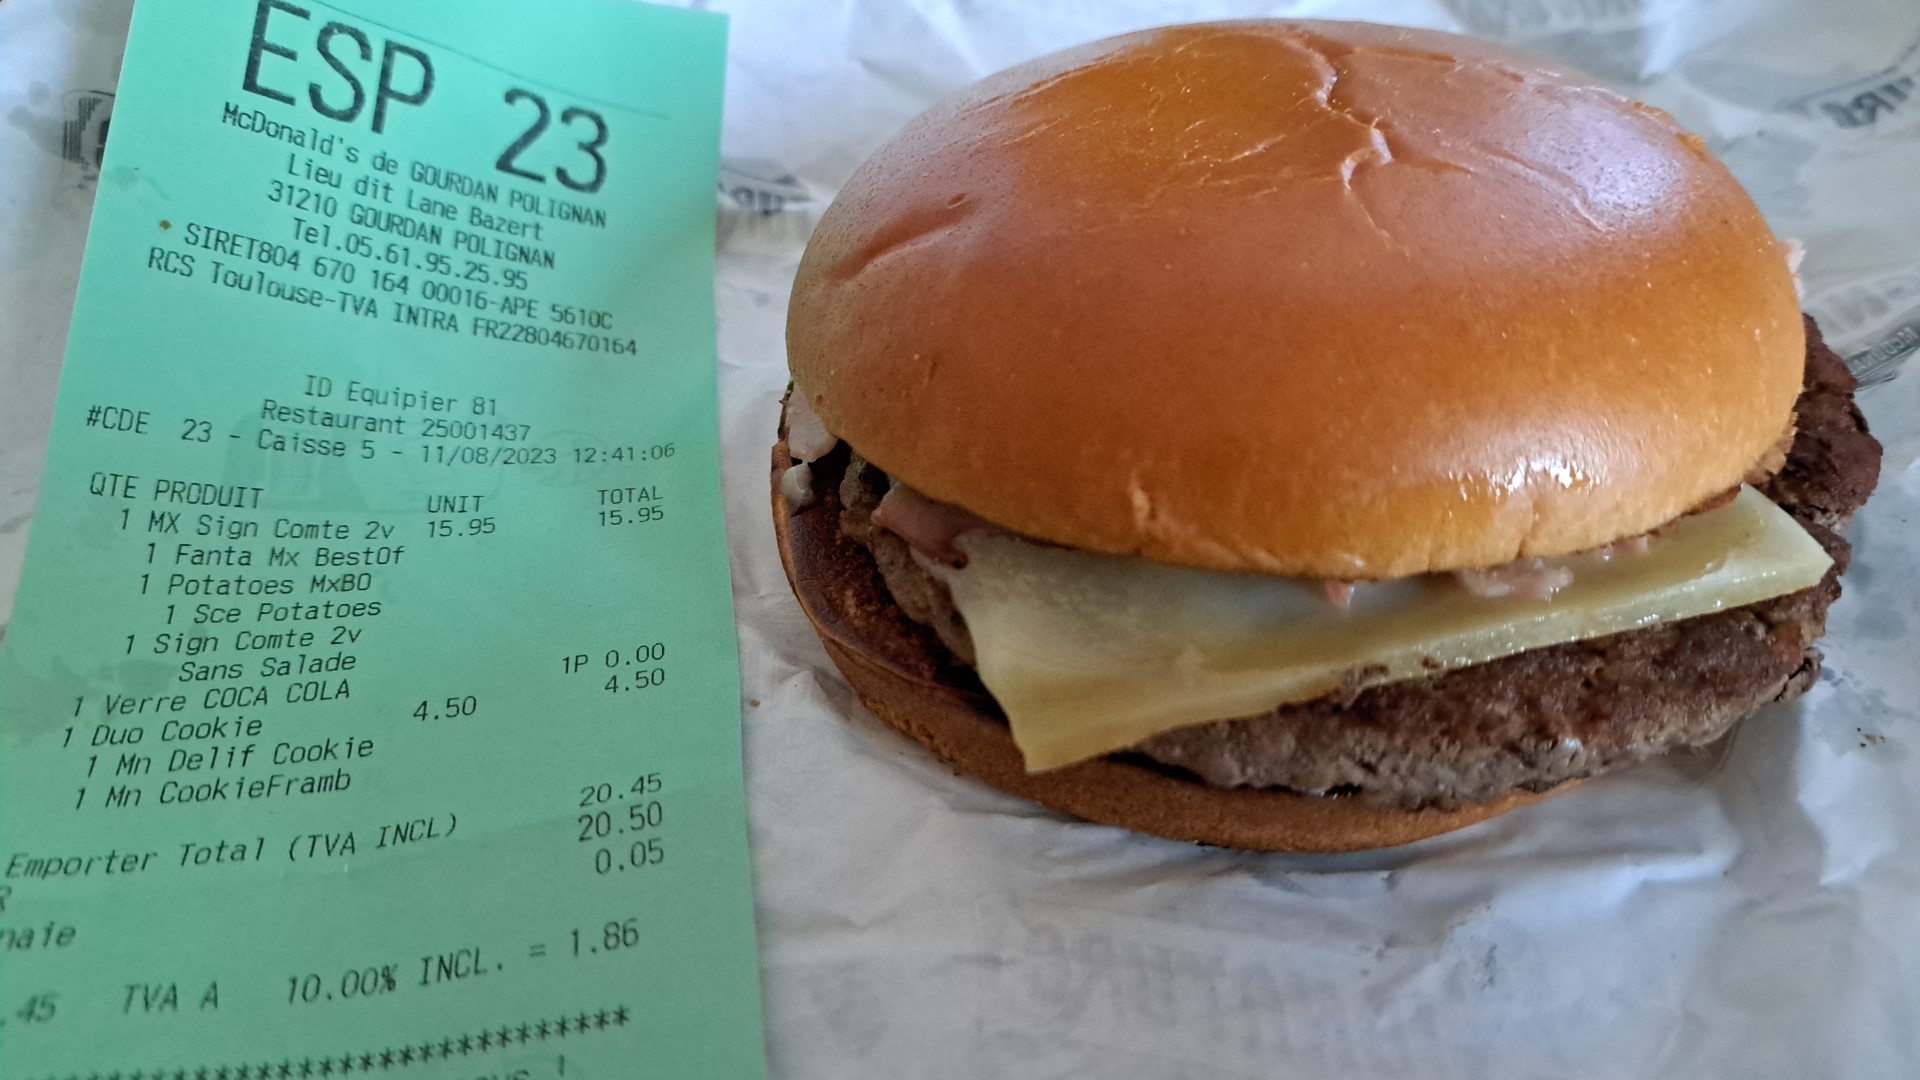 ESP 23
McDonald's de GOURDAN POLIGNAN
Lieu dit Lane Bazert
31210 GOURDAN POLIGNAN
Tel.05.61.95.25.95
SIRET804 670 164 00016-APE 5610C
RCS Toulouse-TVA INTRA FR22804670164
ID Equipier 81
Restaurant 25001437
#CDE 23 - Caisse 5 - 11/08/2023 12:41:06
QTE PRODUIT UNIT TOTAL
1 MX Sign Comte 2v 15.95 15.95
1 Fanta Mx BestOf
1 Potatoes MxBO
1 Sce Potatoes
1 Sign Comte 2v
Sans Salade
1 Verre COCA COLA 1P 0.00
1 Duo Cookie 4.50 4.50
1 Mn Delif Cookie
1 Mn CookieFramb
Emporter Total (TVA INCL) 20.45
20.50
naie 0.05
.45 TVA A 10.00% INCL. = 1.86
****************************